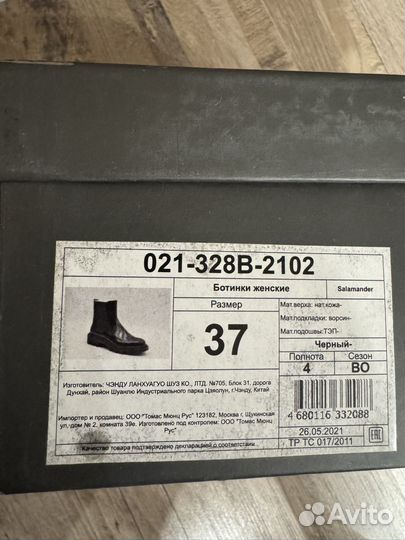 021-328B-2102
Ботинки женские
Salamander
Размер
37
Мат.верха: нат.кожа-
Мат.подкладки: ворсин-
Мат.подошвы:ТЭП-
Черный-
Полнота
Сезон
4
ВО
Изготовитель: ЧЭНДУ ЛАНХУАГУО ШУЗ КО., ЛТД. №705, Блок 31, дорога
Дунхай, район Шуанлю Индустриального парка Цзяолун, г.Чэнду, Китай
Импортер и продавец: ООО "Томас Мюнц Рус" 123182, Москва г, Щукинская
ул, дом № 2, комната 39е. Изготовлен под контролем: ООО "Томас Мюнц
Рус"
Качество товара подтверждено декларацией о соответствии
4 680116 332088
26.05.2021
ТР ТС 017/2011
EAC
Avito